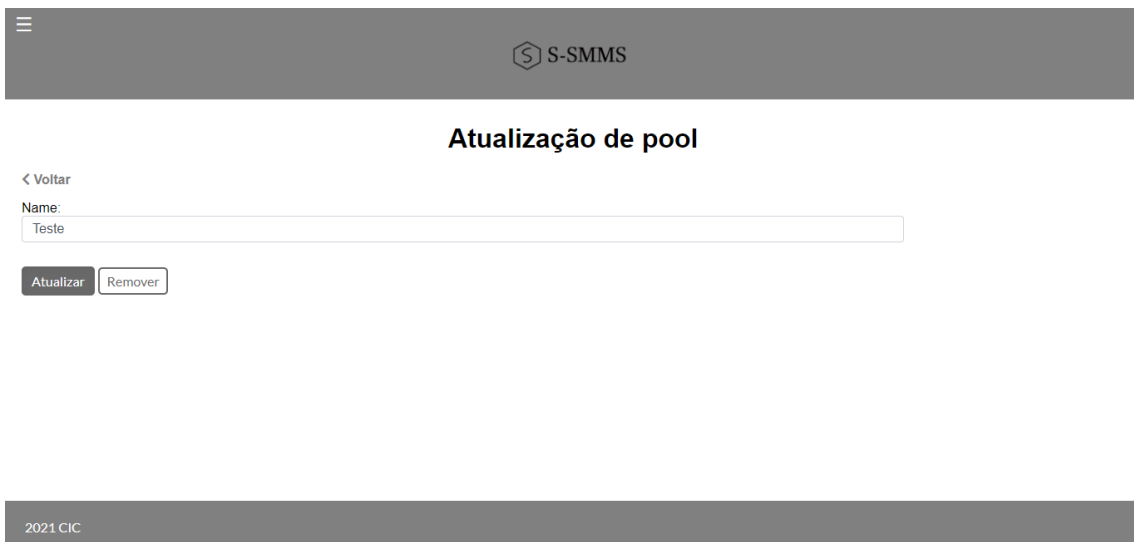 ☰
S S-SMMS
Atualização de pool
Voltar
Name:
Teste
Atualizar Remover
2021 CIC